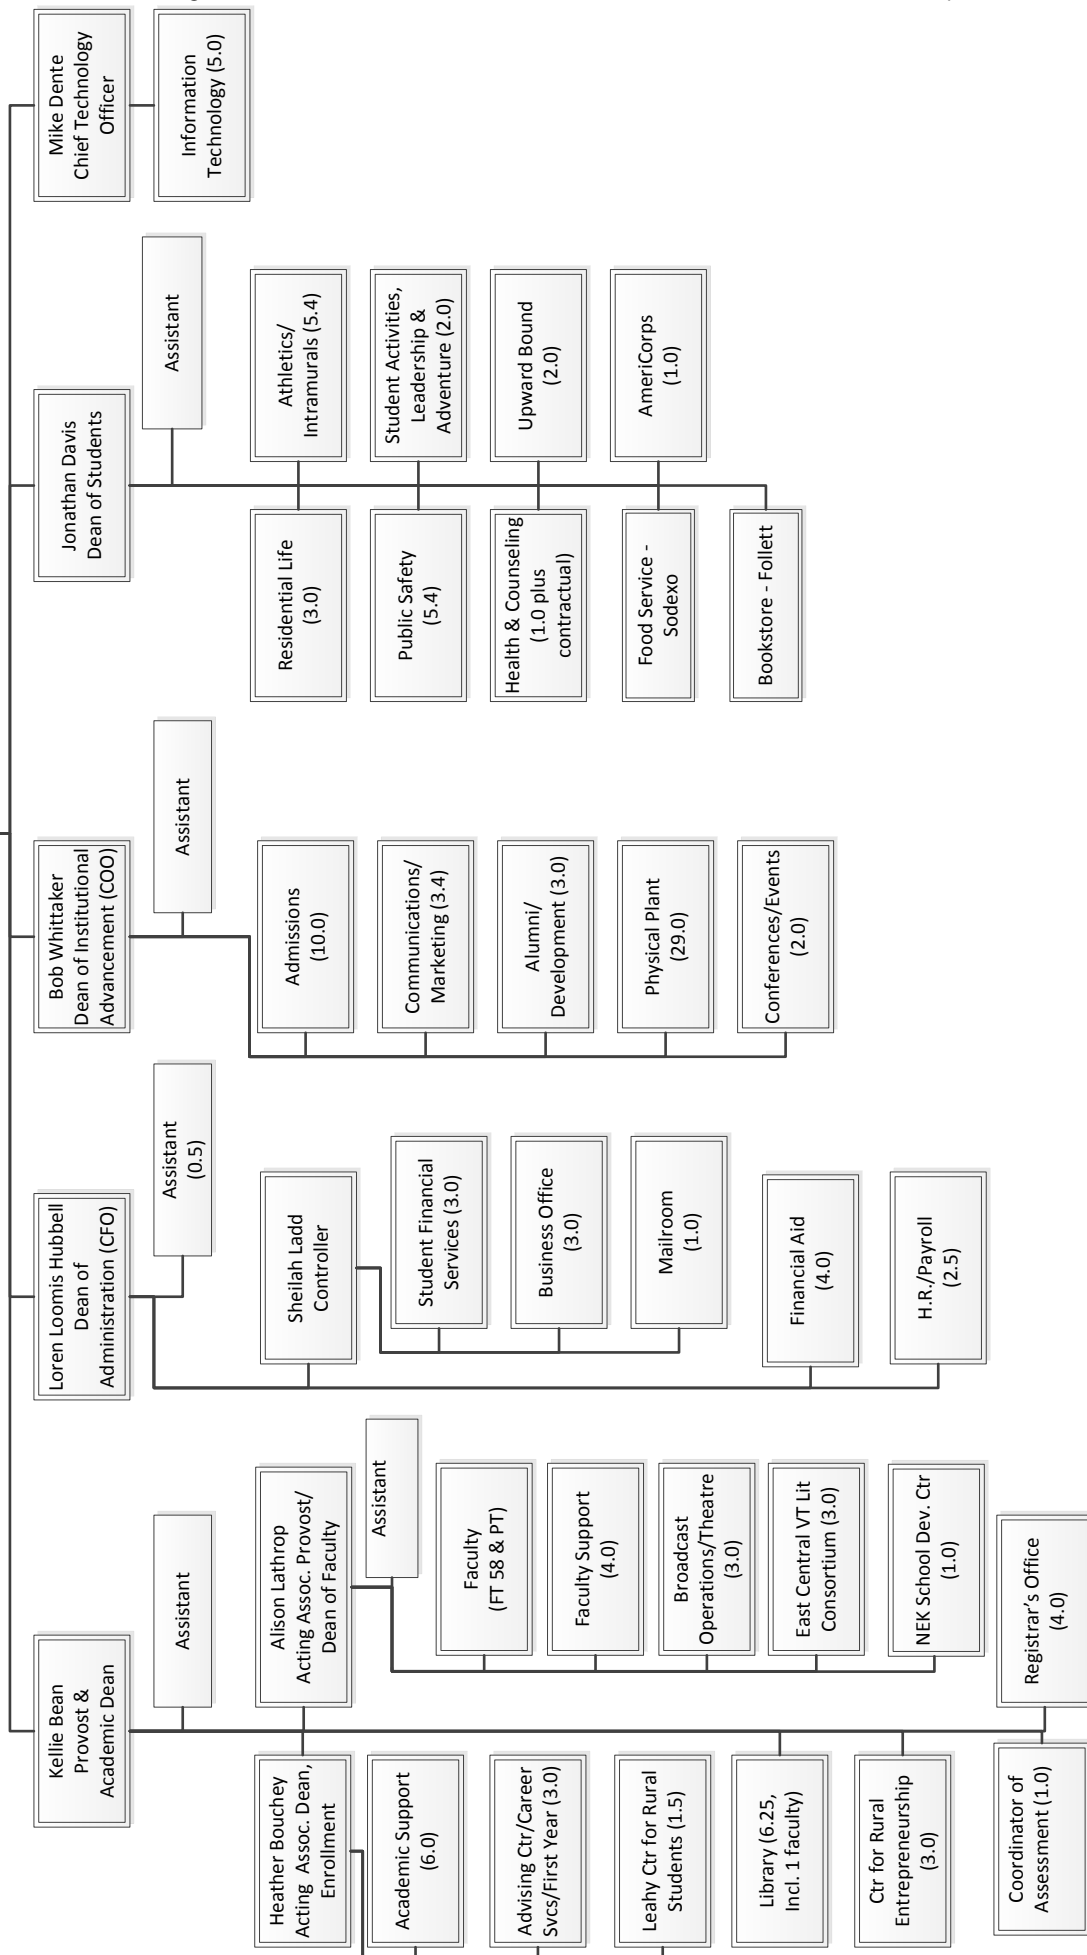 Kellie Bean
Provost &
Academic Dean
Assistant
Heather Bouchey
Acting  Assoc. Dean,
Enrollment
Academic Support
(6.0)
Advising Ctr/Career
Svcs/First Year (3.0)
Leahy Ctr for Rural
Students (1.5)
Library (6.25,
Incl. 1 faculty)
Ctr for Rural
Entrepreneurship
(3.0)
Coordinator of
Assessment (1.0)
Alison Lathrop
Acting Assoc. Provost/
Dean of Faculty
Assistant
Faculty
(FT 58 & PT)
Faculty Support
(4.0)
Broadcast
Operations/Theatre
(3.0)
East Central VT Lit
Consortium (3.0)
NEK School Dev. Ctr
(1.0)
Registrar's Office
(4.0)
Loren Loomis Hubbell
Dean of
Administration (CFO)
Assistant
(0.5)
Sheilah Ladd
Controller
Student Financial
Services (3.0)
Business Office
(3.0)
Mailroom
(1.0)
Financial Aid
(4.0)
H.R./Payroll
(2.5)
Bob Whittaker
Dean of Institutional
Advancement (COO)
Assistant
Admissions
(10.0)
Communications/
Marketing (3.4)
Alumni/
Development (3.0)
Physical Plant
(29.0)
Conferences/Events
(2.0)
Jonathan Davis
Dean of Students
Assistant
Residential Life
(3.0)
Athletics/
Intramurals (5.4)
Public Safety
(5.4)
Student Activities,
Leadership &
Adventure (2.0)
Health & Counseling
(1.0 plus
contractual)
Upward Bound
(2.0)
Food Service -
Sodexo
AmeriCorps
(1.0)
Bookstore - Follett
Mike Dente
Chief Technology
Officer
Information
Technology (5.0)